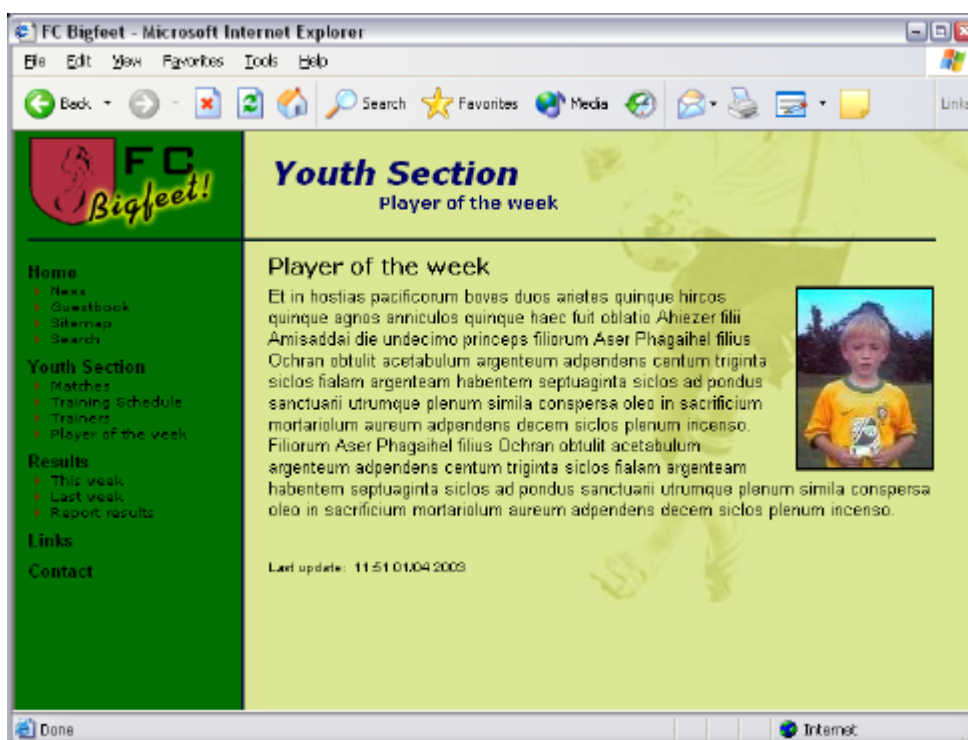 FC Bigfeet - Microsoft Internet Explorer
File Edit View Favorites Tools Help
Back Search Favorites Media Links
FC
Bigfeet!
Youth Section
Player of the week
Home
News
Guestbook
Sitemap
Search
Youth Section
Matches
Training Schedule
Trainers
Player of the week
Results
This week
Last week
Report results
Links
Contact
Player of the week
Et in hostias pacificorum boves duos arietes quinque hircos
quinque agnos anniculos quinque haec fuit oblatio Ahiezer filii
Amisaddai die undecimo princeps filiorum Aser Phagaihel filius
Ochran obtulit acetabulum argenteum adpendens centum triginta
siclos fialam argenteam habentem septuaginta siclos ad pondus
sanctuarii utrumque plenum simila conspersa oleo in sacrificium
mortariolum aureum adpendens decem siclos plenum incenso.
Filiorum Aser Phagaihel filius Ochran obtulit acetabulum
argenteum adpendens centum triginta siclos fialam argenteam
habentem septuaginta siclos ad pondus sanctuarii utrumque plenum simila conspersa
oleo in sacrificium mortariolum aureum adpendens decem siclos plenum incenso.
Last update: 11:51 01/04/2003
Done Internet